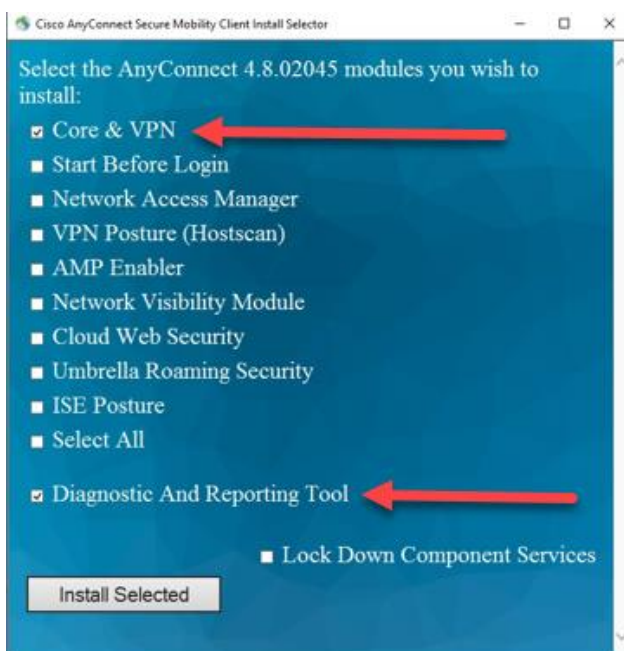 Cisco AnyConnect Secure Mobility Client Install Selector
Select the AnyConnect 4.8.02045 modules you wish to
install:
Core & VPN
Start Before Login
Network Access Manager
VPN Posture (Hostscan)
AMP Enabler
Network Visibility Module
Cloud Web Security
Umbrella Roaming Security
ISE Posture
Select All
Diagnostic And Reporting Tool
Lock Down Component Services
Install Selected